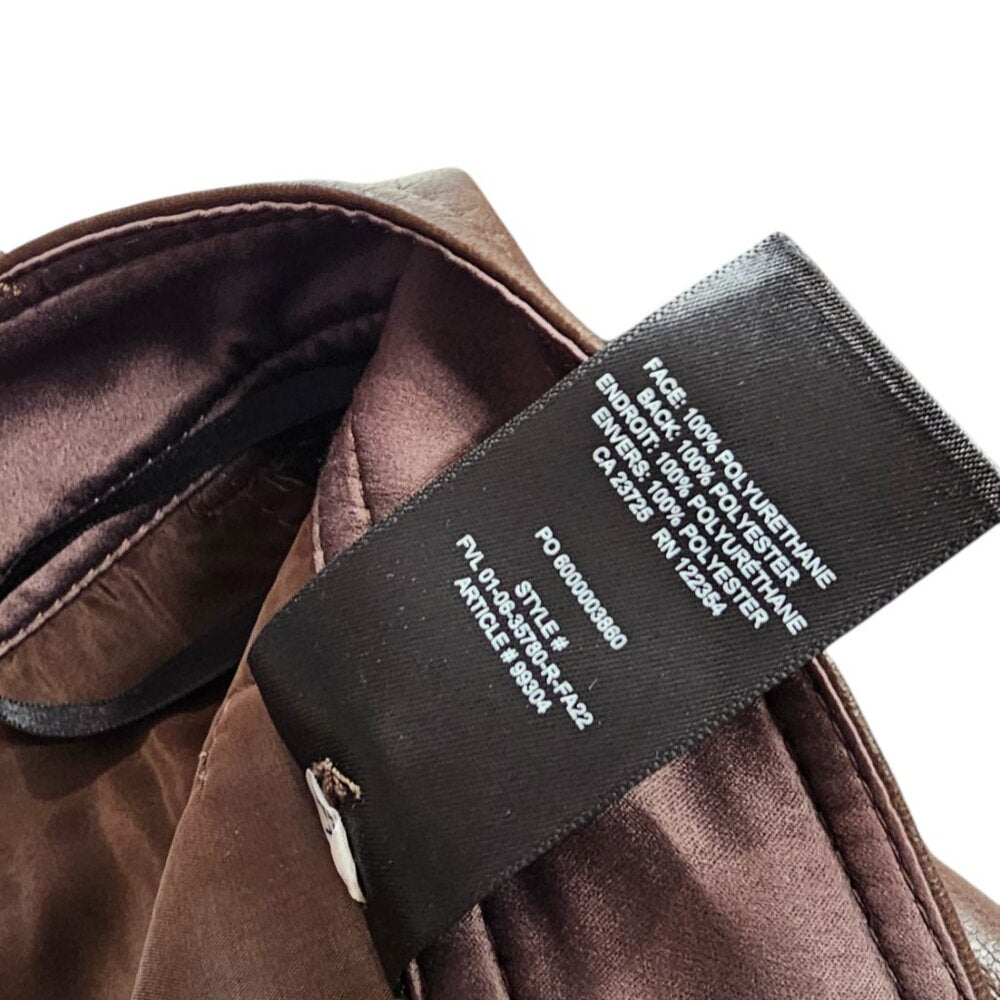 FACE: 100% POLYURETHANE
BACK: 100% POLYESTER
ENDROIT: 100% POLYURÉTHANE
ENVERS: 100% POLYESTER
CA 23725 RN 122354
PO 6000003860
STYLE #
FVL 01-06-35780-R-FA22
ARTICLE # 99304